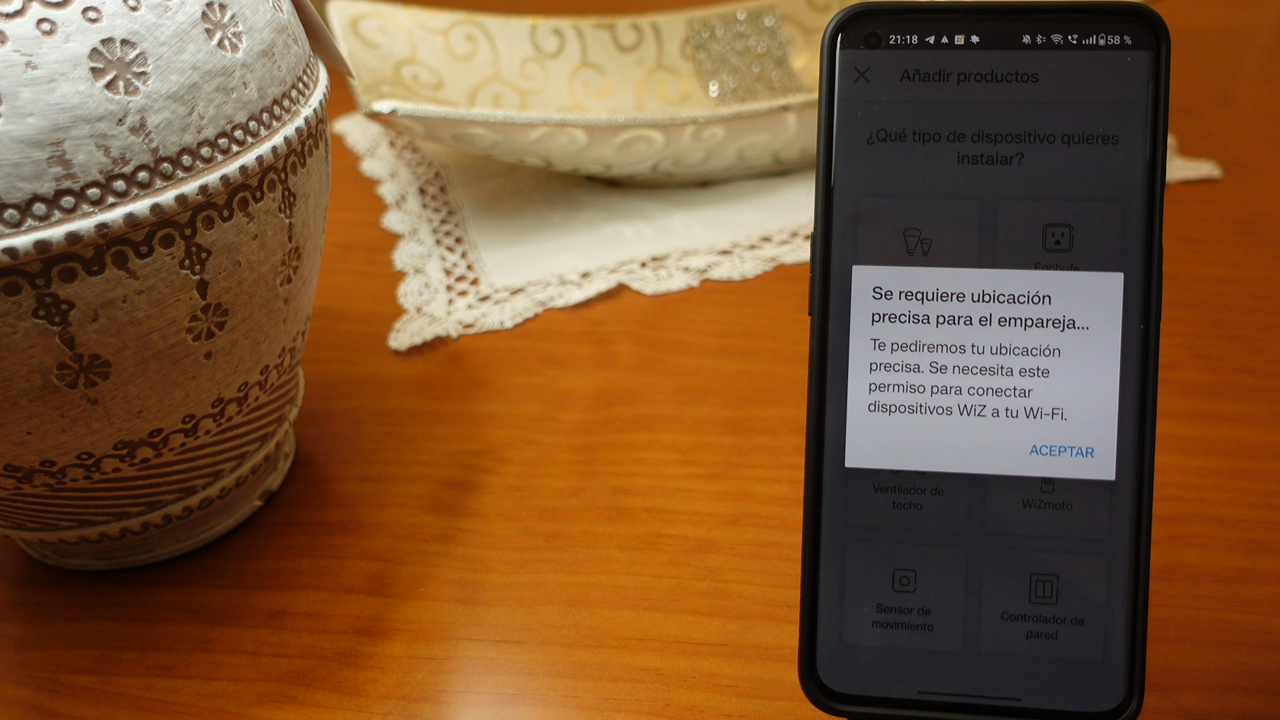 21:18
58 %
Añadir productos
¿Qué tipo de dispositivo quieres
instalar?
Enchufe
Se requiere ubicación
precisa para el empareja...
Te pediremos tu ubicación
precisa. Se necesita este
permiso para conectar
dispositivos WiZ a tu Wi-Fi.
ACEPTAR
Ventilador de
techo
WiZmoto
Sensor de
movimiento
Controlador de
pared